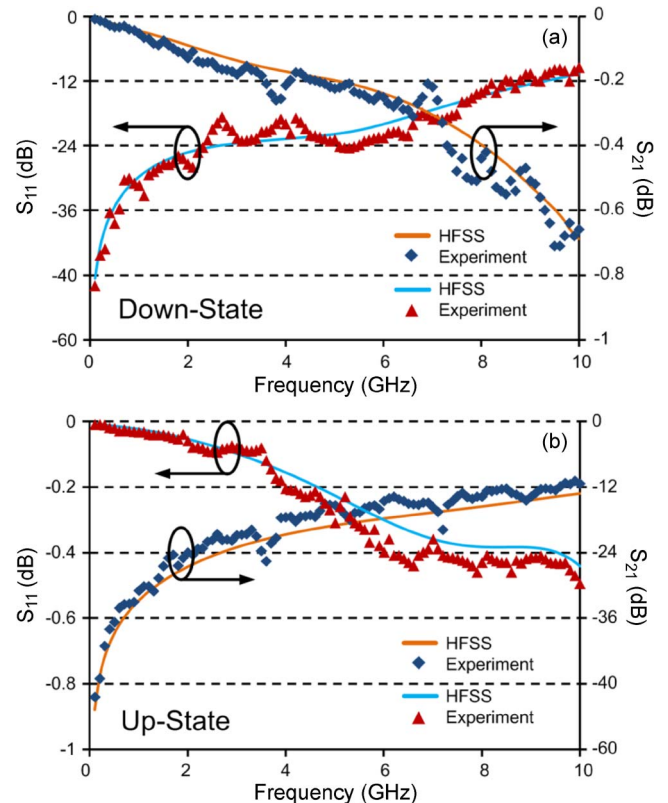 (a)
0
-12
-24
-36
-40
-60
S11 (dB)
0
-0.2
-0.4
-0.6
-0.8
-1
S21 (dB)
HFSS
Experiment
HFSS
Experiment
Down-State
0 2 4 6 8 10
Frequency (GHz)
(b)
0
-0.2
-0.4
-0.6
-0.8
-1
S11 (dB)
0
-12
-24
-36
-40
-60
S21 (dB)
HFSS
Experiment
HFSS
Experiment
Up-State
0 2 4 6 8 10
Frequency (GHz)